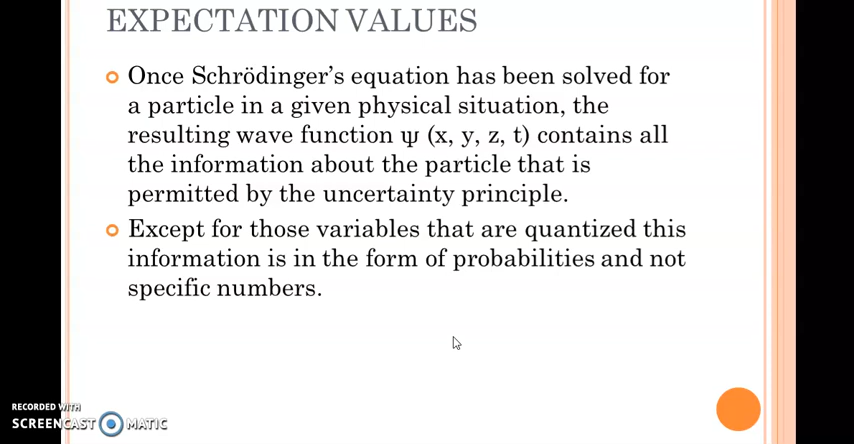 EXPECTATION VALUES
Once Schrödinger's equation has been solved for
a particle in a given physical situation, the
resulting wave function ψ (x, y, z, t) contains all
the information about the particle that is
permitted by the uncertainty principle.
Except for those variables that are quantized this
information is in the form of probabilities and not
specific numbers.
RECORDED WITH
SCREENCAST MATIC